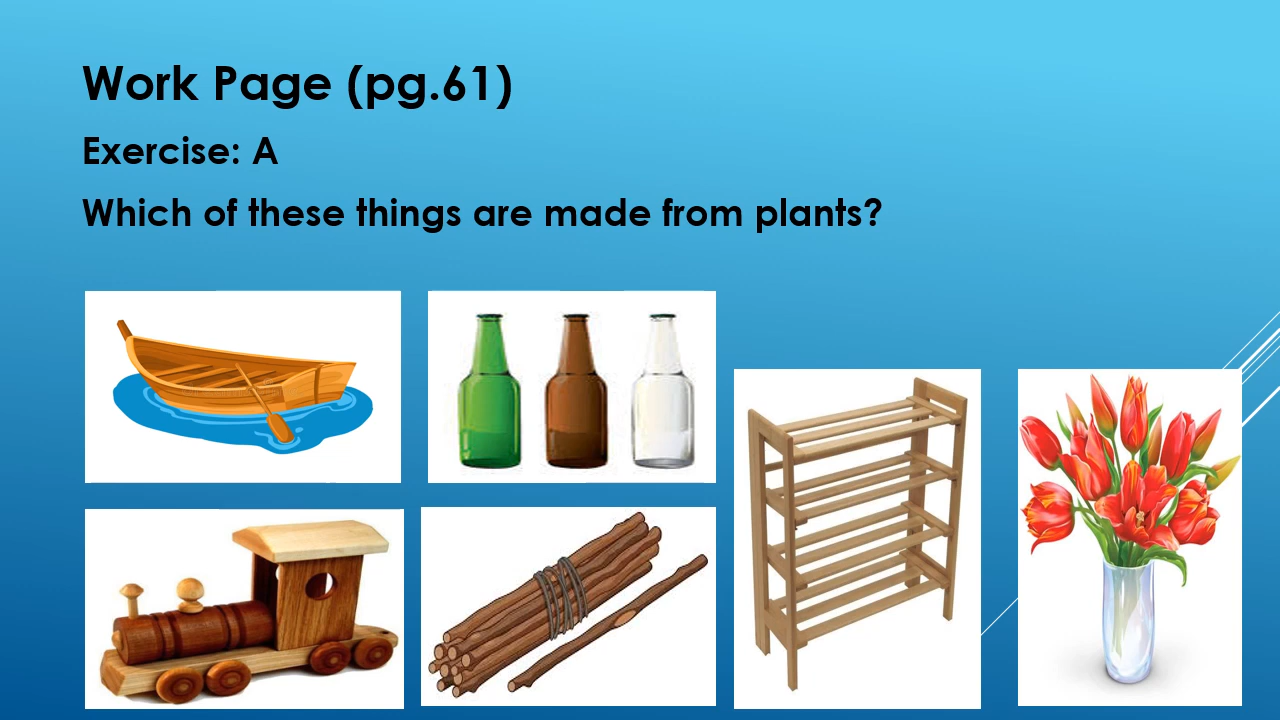 Work Page (pg.61)
Exercise: A
Which of these things are made from plants?